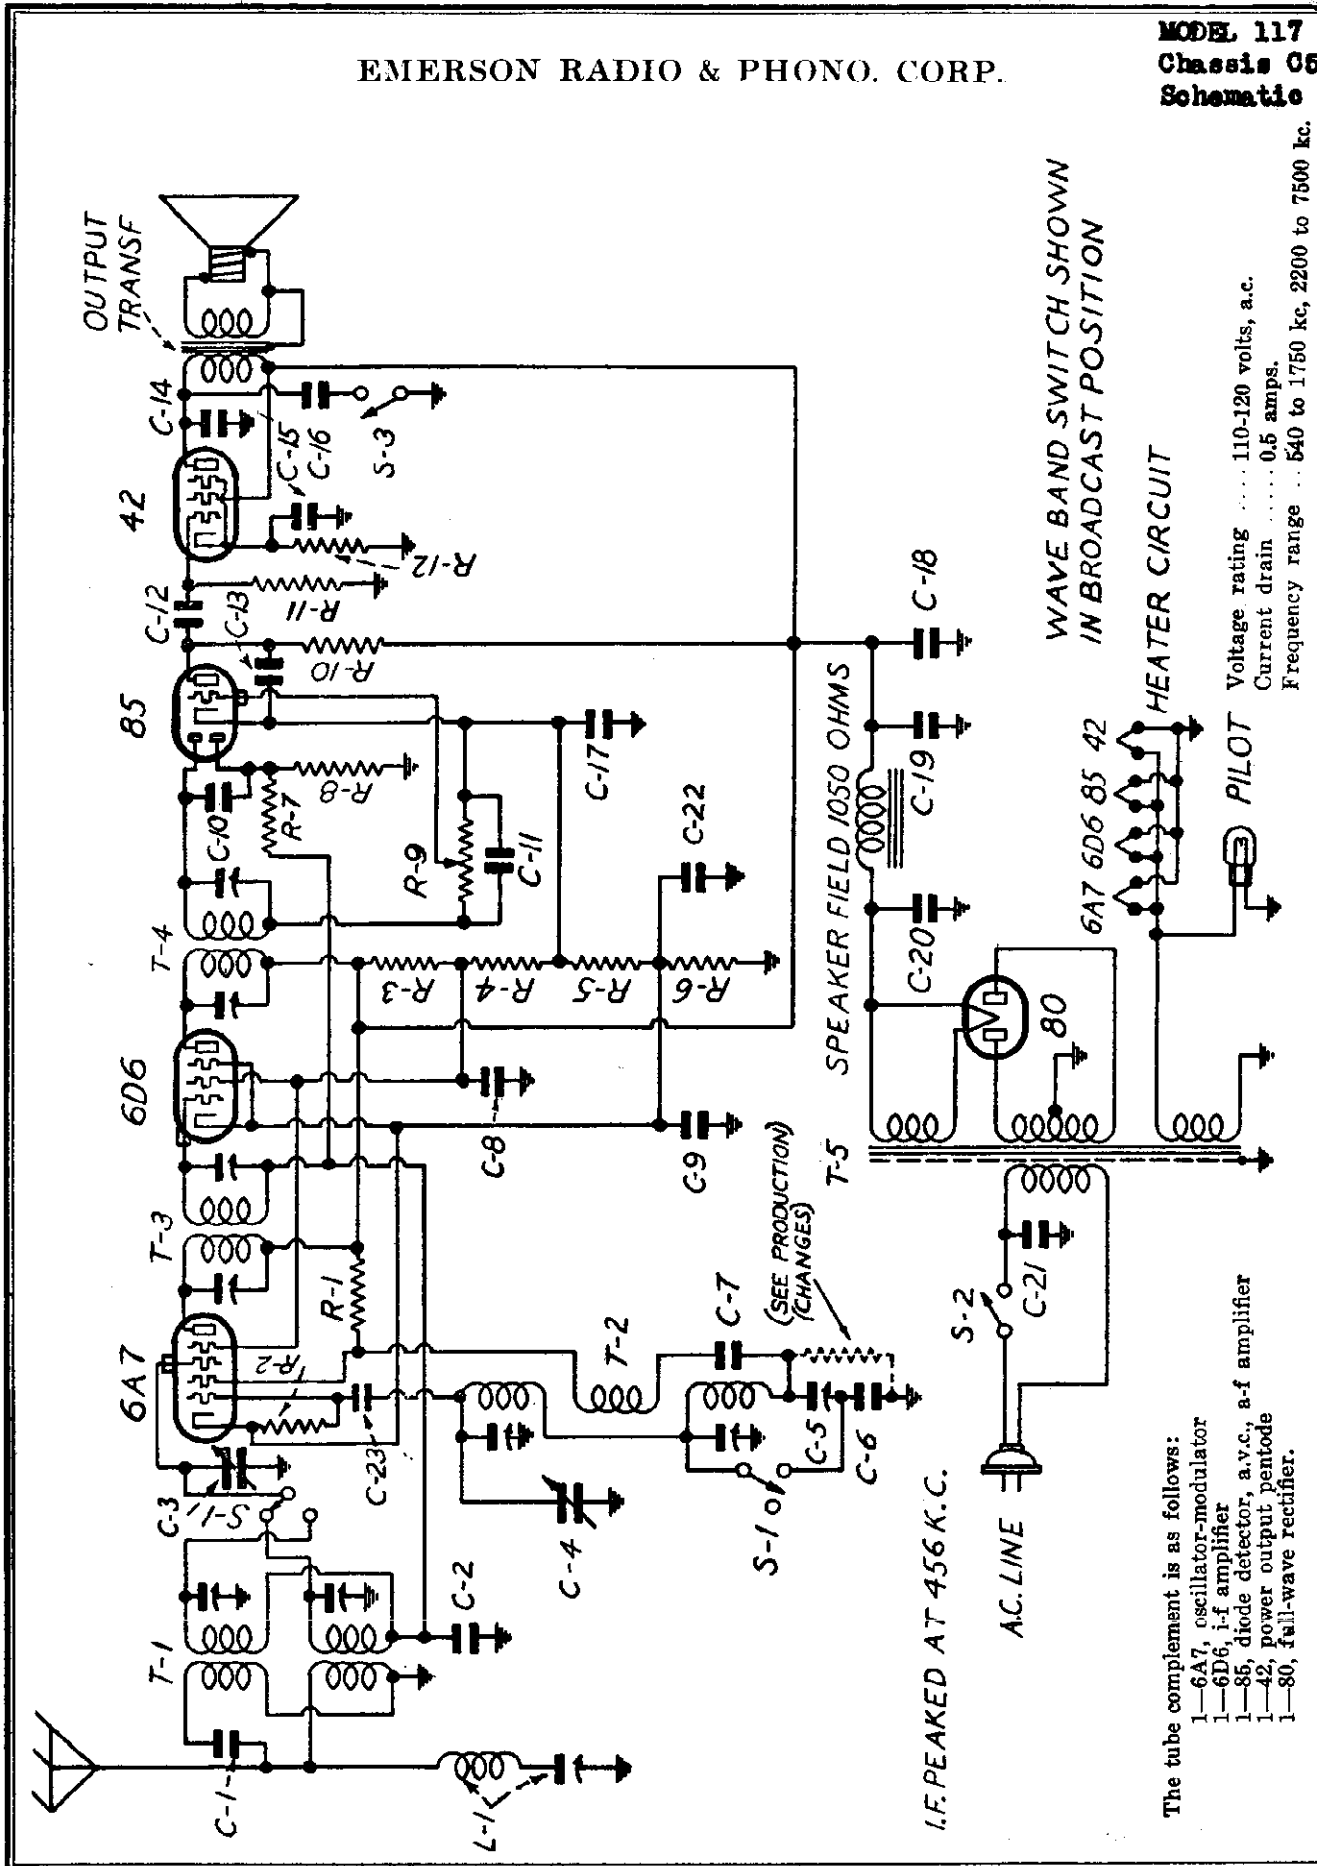 EMERSON RADIO & PHONO. CORP.
MODEL 117
Chassis C5
Schematic
OUTPUT
TRANSF
6A7
T-3
6D6
T-4
85
C-12
42
C-14
T-1
C-3
S-1
R-2
R-1
C-10
R-7
R-8
C-13
R-10
R-11
R-12
C-15
C-16
S-3
C-1
L-1
C-2
C-23
C-4
S-1
T-2
C-7
(SEE PRODUCTION)
(CHANGES)
C-5
C-6
C-8
C-9
R-3
R-4
R-5
R-6
R-9
C-11
C-17
C-22
T-5
SPEAKER FIELD 1050 OHMS
C-20
C-19
C-18
80
I.F. PEAKED AT 456 K.C.
A.C. LINE
S-2
C-21
WAVE BAND SWITCH SHOWN
IN BROADCAST POSITION
6A7 6D6 85 42
HEATER CIRCUIT
PILOT
The tube complement is as follows:
1—6A7, oscillator-modulator
1—6D6, i-f amplifier
1—85, diode detector, a.v.c., a-f amplifier
1—42, power output pentode
1—80, full-wave rectifier.
Voltage rating ..... 110-120 volts, a.c.
Current drain ...... 0.5 amps.
Frequency range .. 540 to 1750 kc, 2200 to 7500 kc.